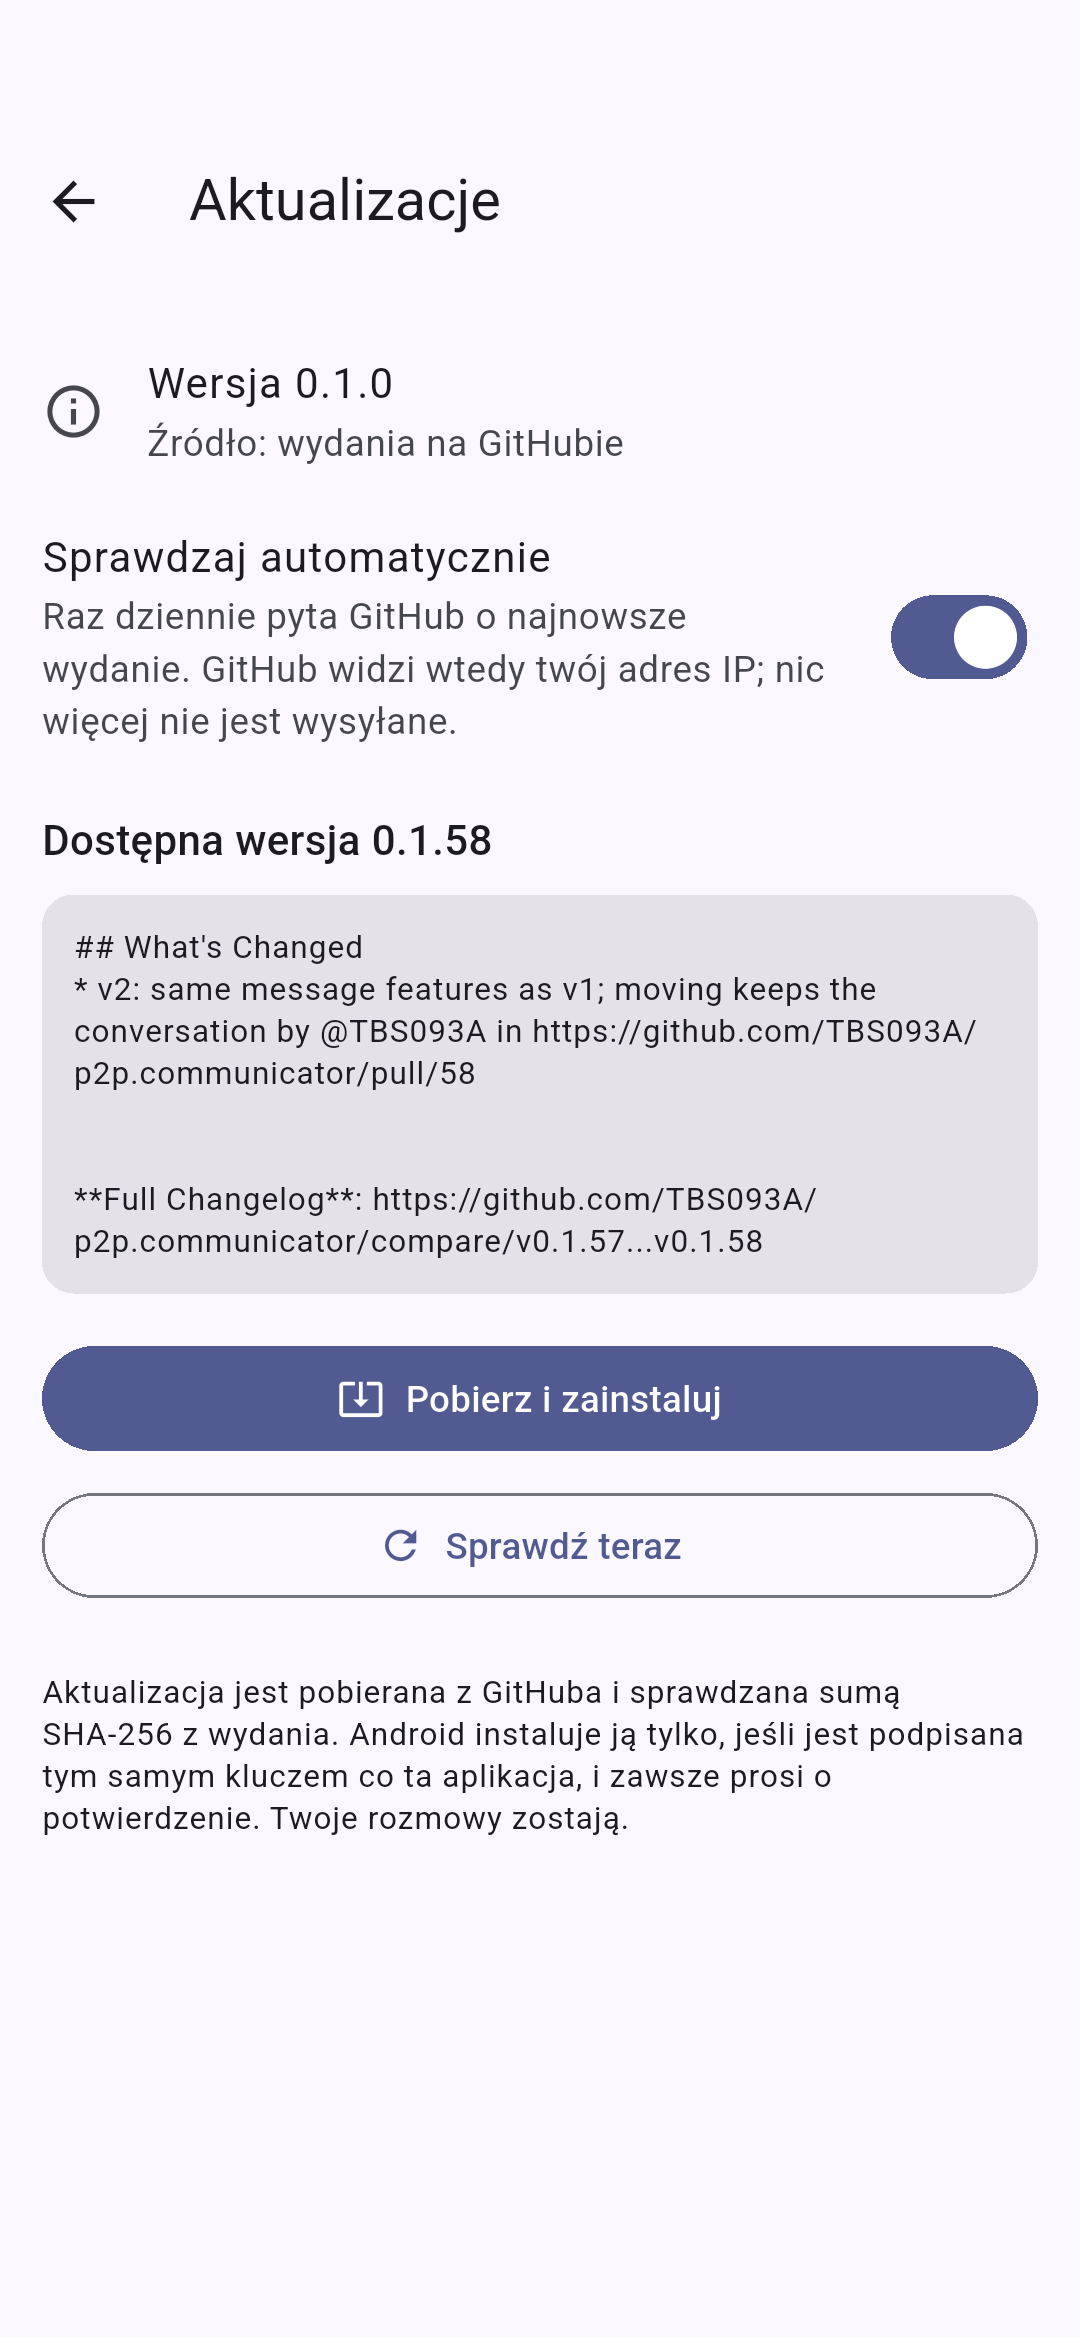 Aktualizacje
Wersja 0.1.0
Źródło: wydania na GitHubie
Sprawdzaj automatycznie
Raz dziennie pyta GitHub o najnowsze
wydanie. GitHub widzi wtedy twój adres IP; nic
więcej nie jest wysyłane.
Dostępna wersja 0.1.58
## What's Changed
* v2: same message features as v1; moving keeps the
conversation by @TBS093A in https://github.com/TBS093A/
p2p.communicator/pull/58
**Full Changelog**: https://github.com/TBS093A/
p2p.communicator/compare/v0.1.57...v0.1.58
Pobierz i zainstaluj
Sprawdź teraz
Aktualizacja jest pobierana z GitHuba i sprawdzana sumą
SHA-256 z wydania. Android instaluje ją tylko, jeśli jest podpisana
tym samym kluczem co ta aplikacja, i zawsze prosi o
potwierdzenie. Twoje rozmowy zostają.